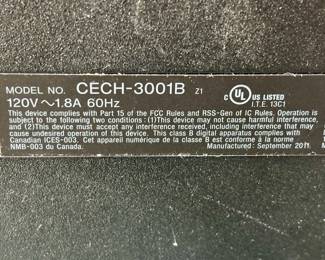 MODEL NO. CECH-3001B Z1
120V~1.8A 60Hz
c UL US LISTED
I.T.E. 13C1
This device complies with Part 15 of the FCC Rules and RSS-Gen of IC Rules. Operation is
subject to the following two conditions: (1)This device may not cause harmful interference,
and (2)This device must accept any interference received, including interference that may
cause undesired operation of this device. This class B digital apparatus complies with
Canadian ICES-003. Cet appareil numérique de la classe B est conforme à la norme
NMB-003 du Canada. Manufactured: September 2011